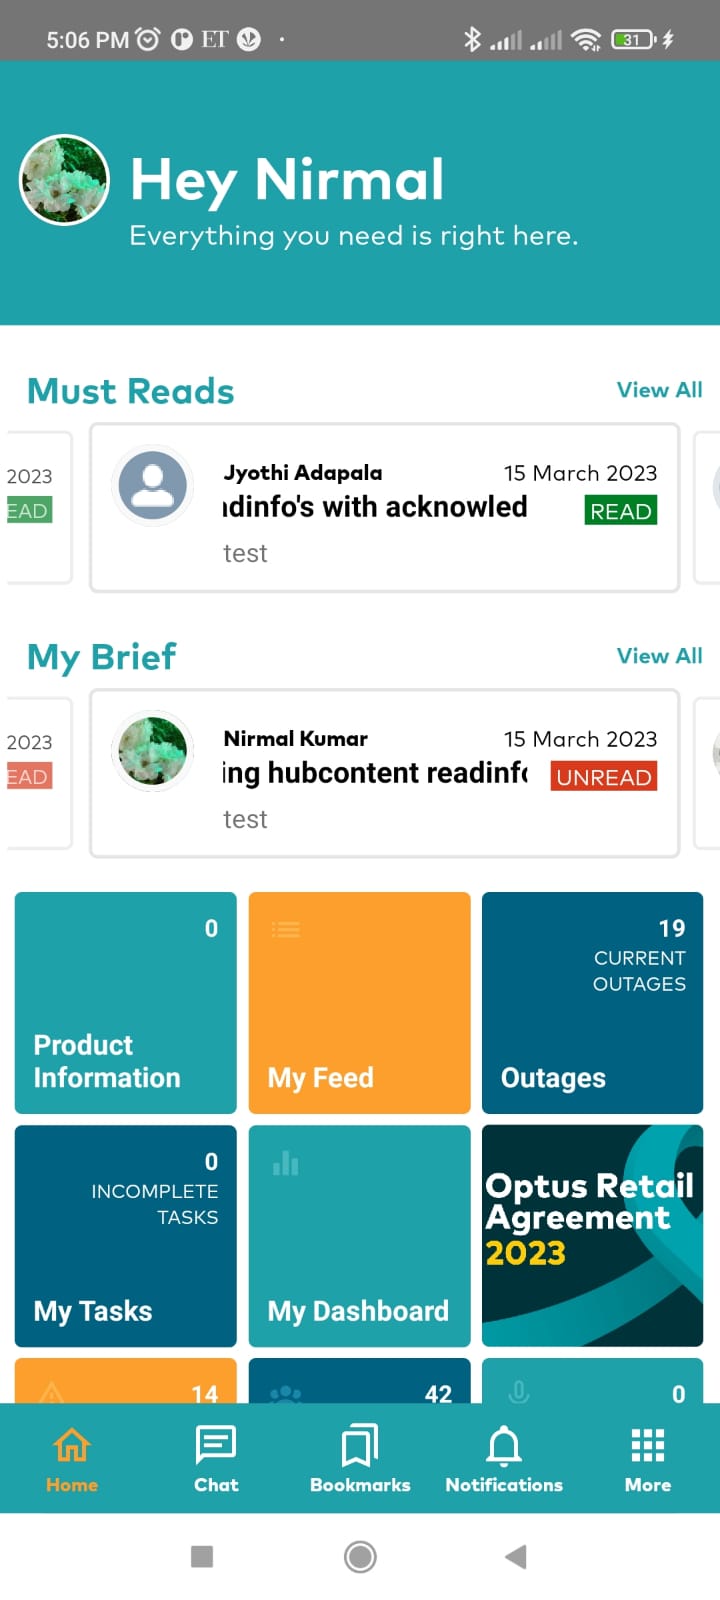 5:06 PM ET 31
Hey Nirmal
Everything you need is right here.
Must Reads View All
2023
EAD
Jyothi Adapala 15 March 2023
dinfo's with acknowled READ
test
My Brief View All
2023
EAD
Nirmal Kumar 15 March 2023
ing hubcontent readinf UNREAD
test
0
Product
Information
My Feed
19
CURRENT
OUTAGES
Outages
0
INCOMPLETE
TASKS
My Tasks
My Dashboard
Optus Retail
Agreement
2023
14 42 0
Home Chat Bookmarks Notifications More